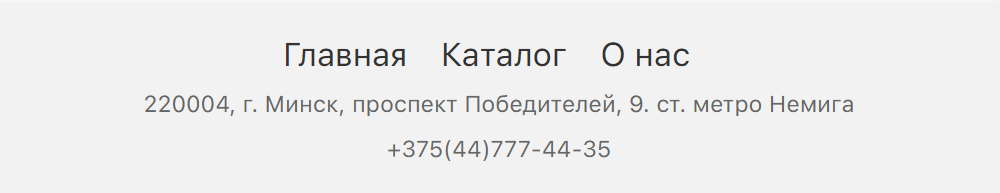 Главная Каталог О нас
220004, г. Минск, проспект Победителей, 9. ст. метро Немига
+375(44)777-44-35